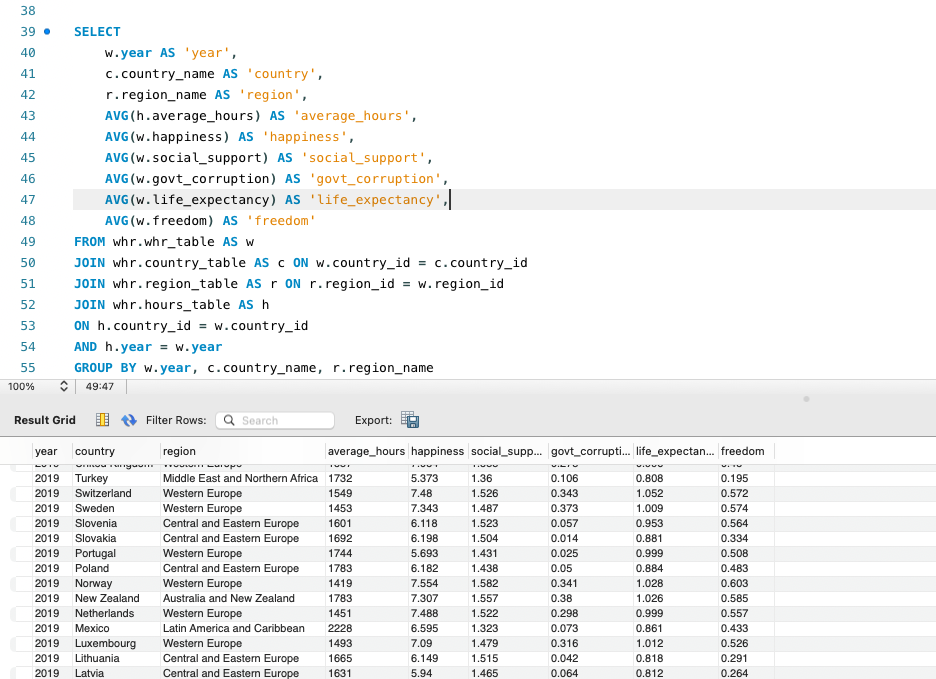 38
39 SELECT
40 w.year AS 'year',
41 c.country_name AS 'country',
42 r.region_name AS 'region',
43 AVG(h.average_hours) AS 'average_hours',
44 AVG(w.happiness) AS 'happiness',
45 AVG(w.social_support) AS 'social_support',
46 AVG(w.govt_corruption) AS 'govt_corruption',
47 AVG(w.life_expectancy) AS 'life_expectancy',
48 AVG(w.freedom) AS 'freedom'
49 FROM whr.whr_table AS w
50 JOIN whr.country_table AS c ON w.country_id = c.country_id
51 JOIN whr.region_table AS r ON r.region_id = w.region_id
52 JOIN whr.hours_table AS h
53 ON h.country_id = w.country_id
54 AND h.year = w.year
55 GROUP BY w.year, c.country_name, r.region_name
100% 49:47
Result Grid Filter Rows: Search Export:
year country region average_hours happiness social_supp... govt_corrupti... life_expectan... freedom
2019 Turkey Middle East and Northern Africa 1732 5.373 1.36 0.106 0.808 0.195
2019 Switzerland Western Europe 1549 7.48 1.526 0.343 1.052 0.572
2019 Sweden Western Europe 1453 7.343 1.487 0.373 1.009 0.574
2019 Slovenia Central and Eastern Europe 1601 6.118 1.523 0.057 0.953 0.564
2019 Slovakia Central and Eastern Europe 1692 6.198 1.504 0.014 0.881 0.334
2019 Portugal Western Europe 1744 5.693 1.431 0.025 0.999 0.508
2019 Poland Central and Eastern Europe 1783 6.182 1.438 0.05 0.884 0.483
2019 Norway Western Europe 1419 7.554 1.582 0.341 1.028 0.603
2019 New Zealand Australia and New Zealand 1783 7.307 1.557 0.38 1.026 0.585
2019 Netherlands Western Europe 1451 7.488 1.522 0.298 0.999 0.557
2019 Mexico Latin America and Caribbean 2228 6.595 1.323 0.073 0.861 0.433
2019 Luxembourg Western Europe 1493 7.09 1.479 0.316 1.012 0.526
2019 Lithuania Central and Eastern Europe 1665 6.149 1.515 0.042 0.818 0.291
2019 Latvia Central and Eastern Europe 1631 5.94 1.465 0.064 0.812 0.264